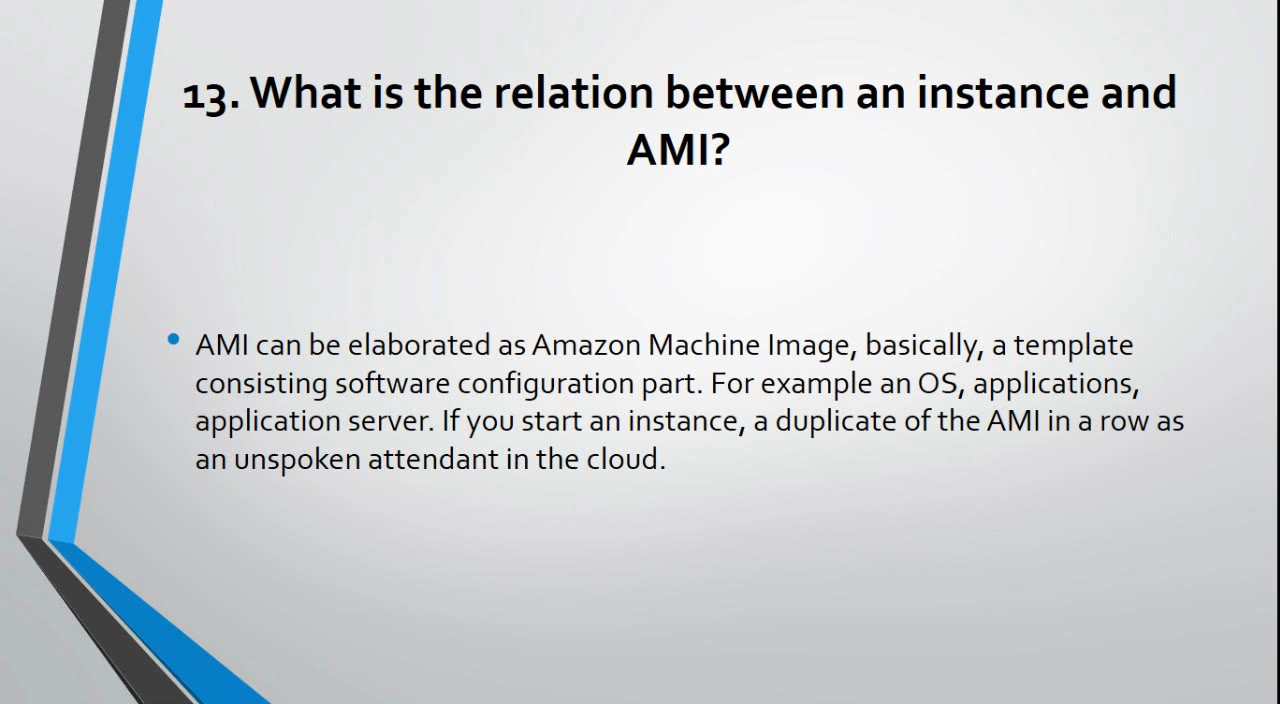 13. What is the relation between an instance and
AMI?
AMI can be elaborated as Amazon Machine Image, basically, a template
consisting software configuration part. For example an OS, applications,
application server. If you start an instance, a duplicate of the AMI in a row as
an unspoken attendant in the cloud.